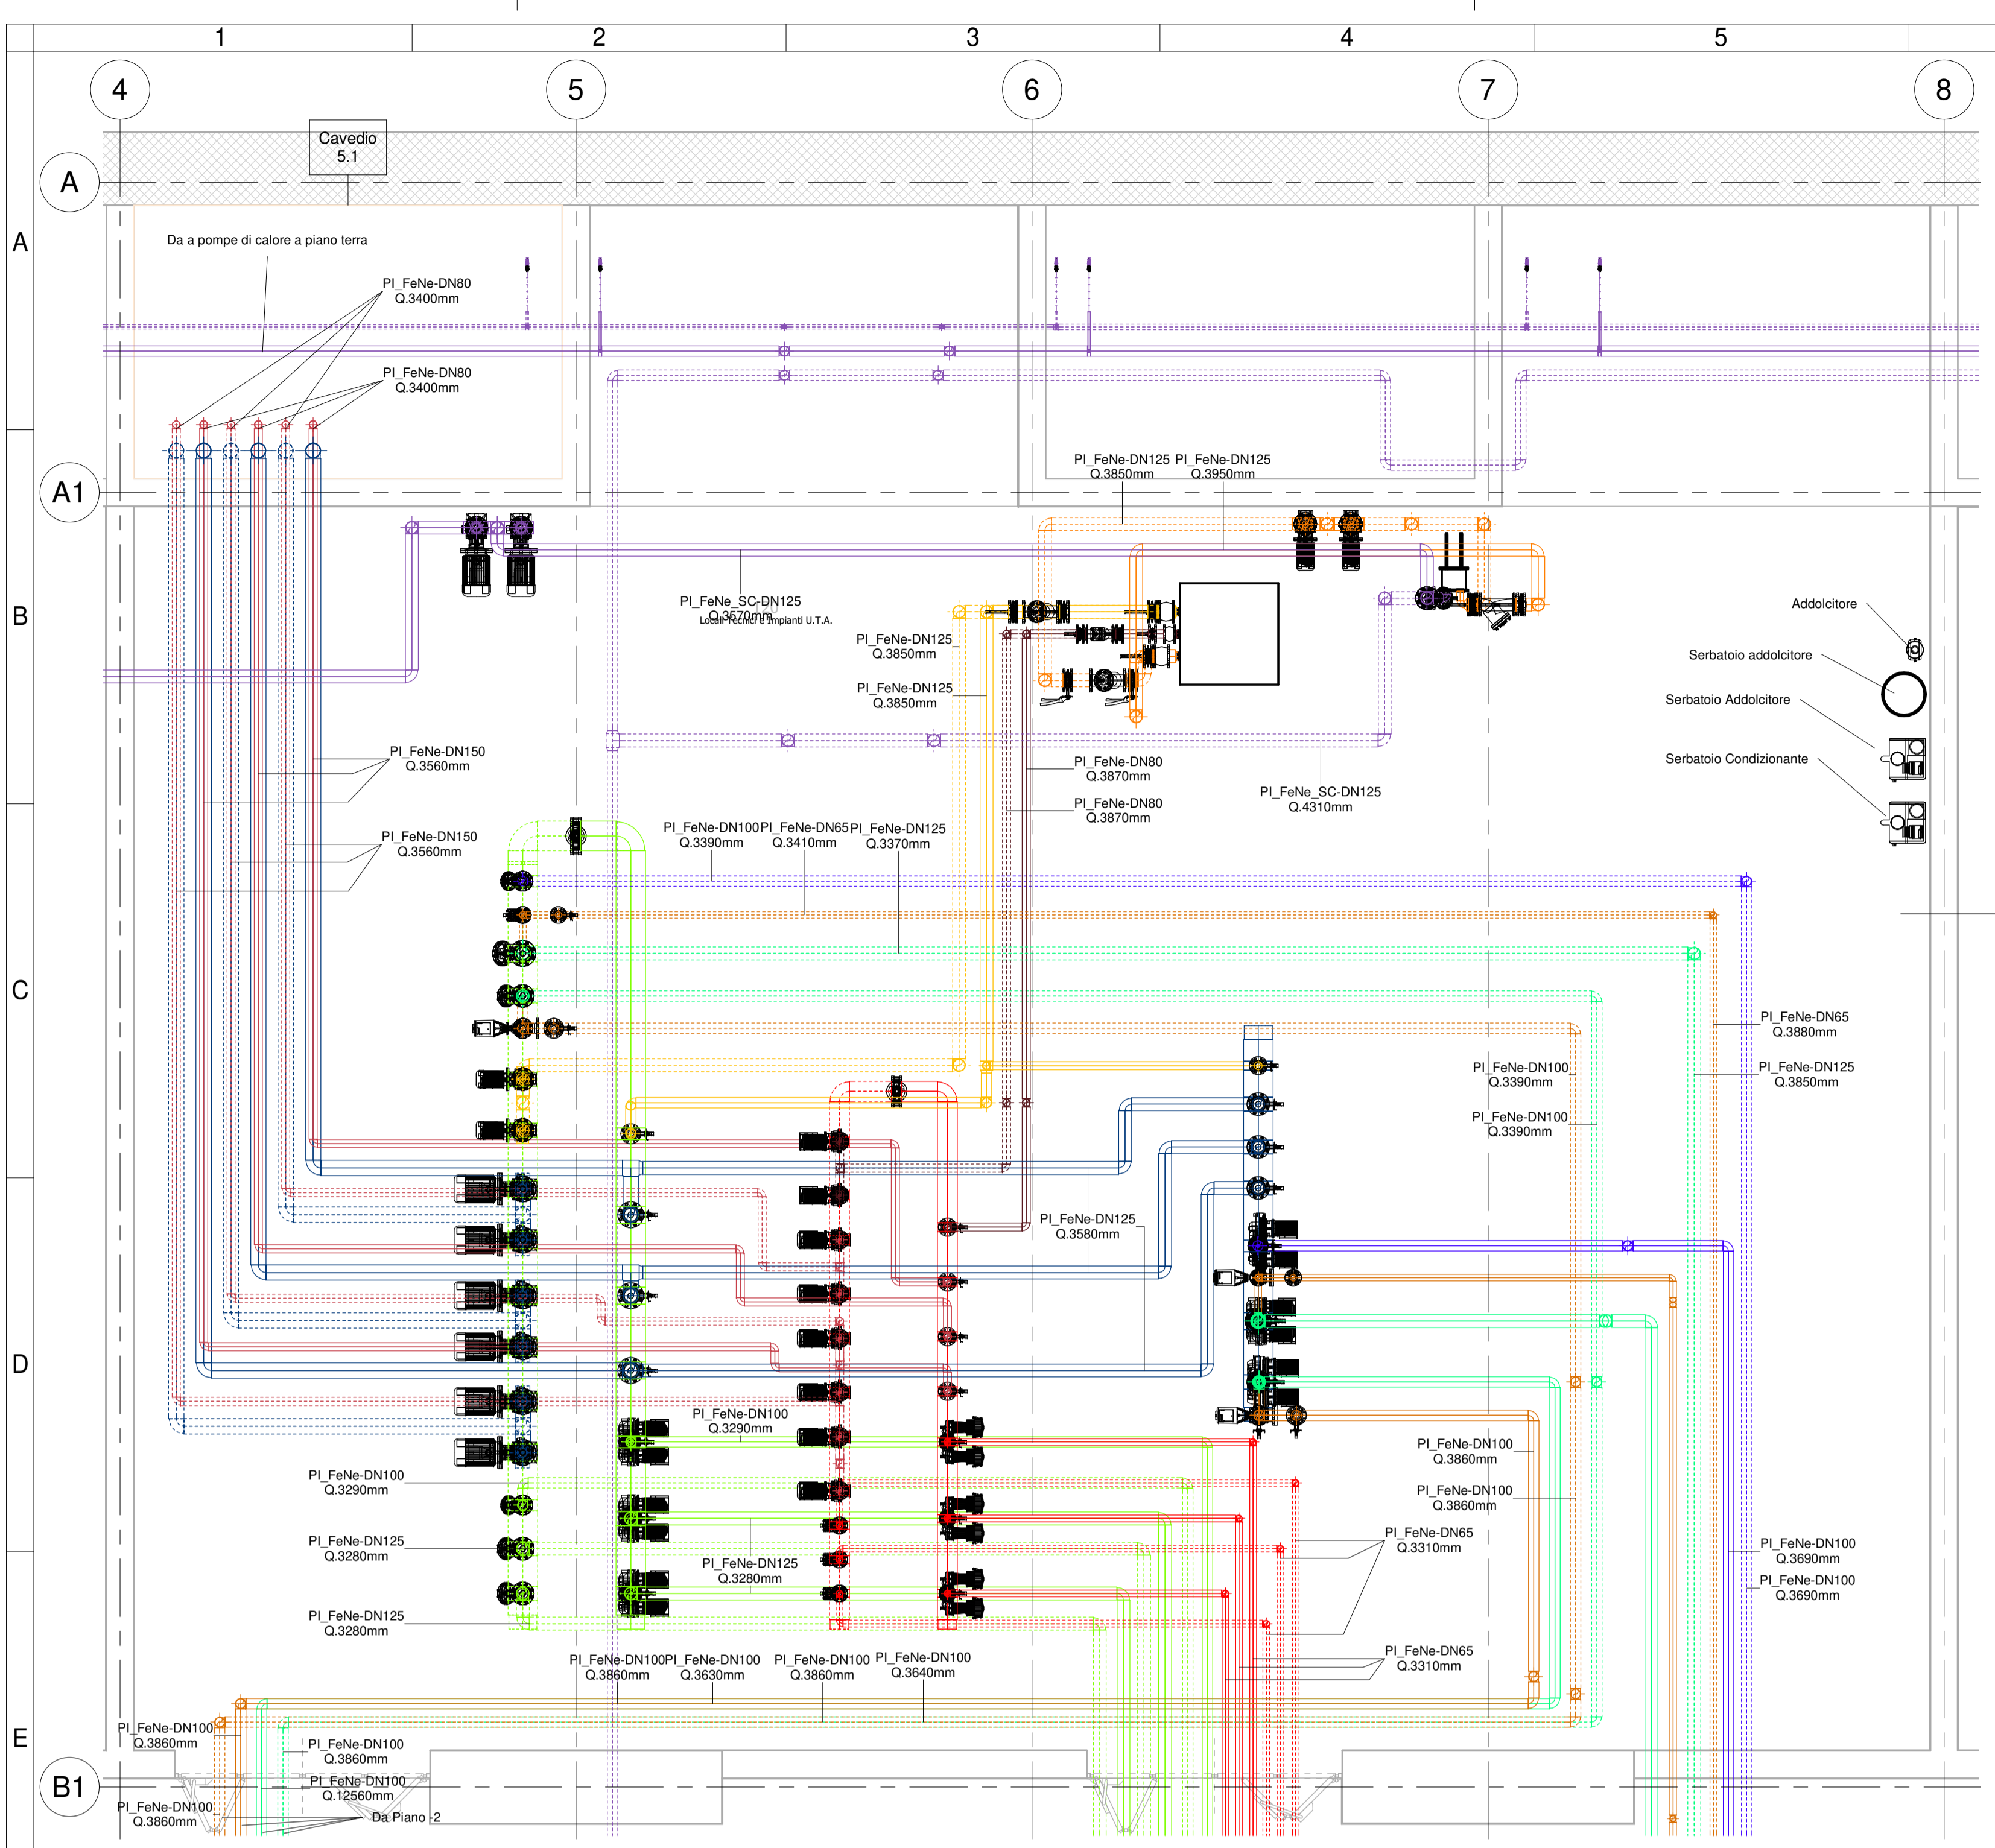 1
2
3
4
5
4
5
6
7
8
Cavedio
5.1
A
A
Da a pompe di calore a piano terra
PI_FeNe-DN80
Q.3400mm
PI_FeNe-DN80
Q.3400mm
A1
PI_FeNe-DN125
Q.3850mm
PI_FeNe-DN125
Q.3950mm
B
PI_FeNe_SC-DN125
Q.3570mm
120
Locali Tecnici e Impianti U.T.A.
PI_FeNe-DN125
Q.3850mm
PI_FeNe-DN125
Q.3850mm
Addolcitore
Serbatoio addolcitore
Serbatoio Addolcitore
Serbatoio Condizionante
PI_FeNe-DN150
Q.3560mm
PI_FeNe-DN80
Q.3870mm
PI_FeNe-DN80
Q.3870mm
PI_FeNe_SC-DN125
Q.4310mm
PI_FeNe-DN150
Q.3560mm
PI_FeNe-DN100
Q.3390mm
PI_FeNe-DN65
Q.3410mm
PI_FeNe-DN125
Q.3370mm
C
PI_FeNe-DN65
Q.3880mm
PI_FeNe-DN100
Q.3390mm
PI_FeNe-DN125
Q.3850mm
PI_FeNe-DN100
Q.3390mm
PI_FeNe-DN125
Q.3580mm
D
PI_FeNe-DN100
Q.3290mm
PI_FeNe-DN100
Q.3290mm
PI_FeNe-DN100
Q.3860mm
PI_FeNe-DN100
Q.3860mm
PI_FeNe-DN125
Q.3280mm
PI_FeNe-DN125
Q.3280mm
PI_FeNe-DN65
Q.3310mm
PI_FeNe-DN100
Q.3690mm
PI_FeNe-DN100
Q.3690mm
PI_FeNe-DN125
Q.3280mm
PI_FeNe-DN100
Q.3860mm
PI_FeNe-DN100
Q.3630mm
PI_FeNe-DN100
Q.3860mm
PI_FeNe-DN100
Q.3640mm
PI_FeNe-DN65
Q.3310mm
E
PI_FeNe-DN100
Q.3860mm
PI_FeNe-DN100
Q.3860mm
B1
PI_FeNe-DN100
Q.12560mm
PI_FeNe-DN100
Q.3860mm
Da Piano -2